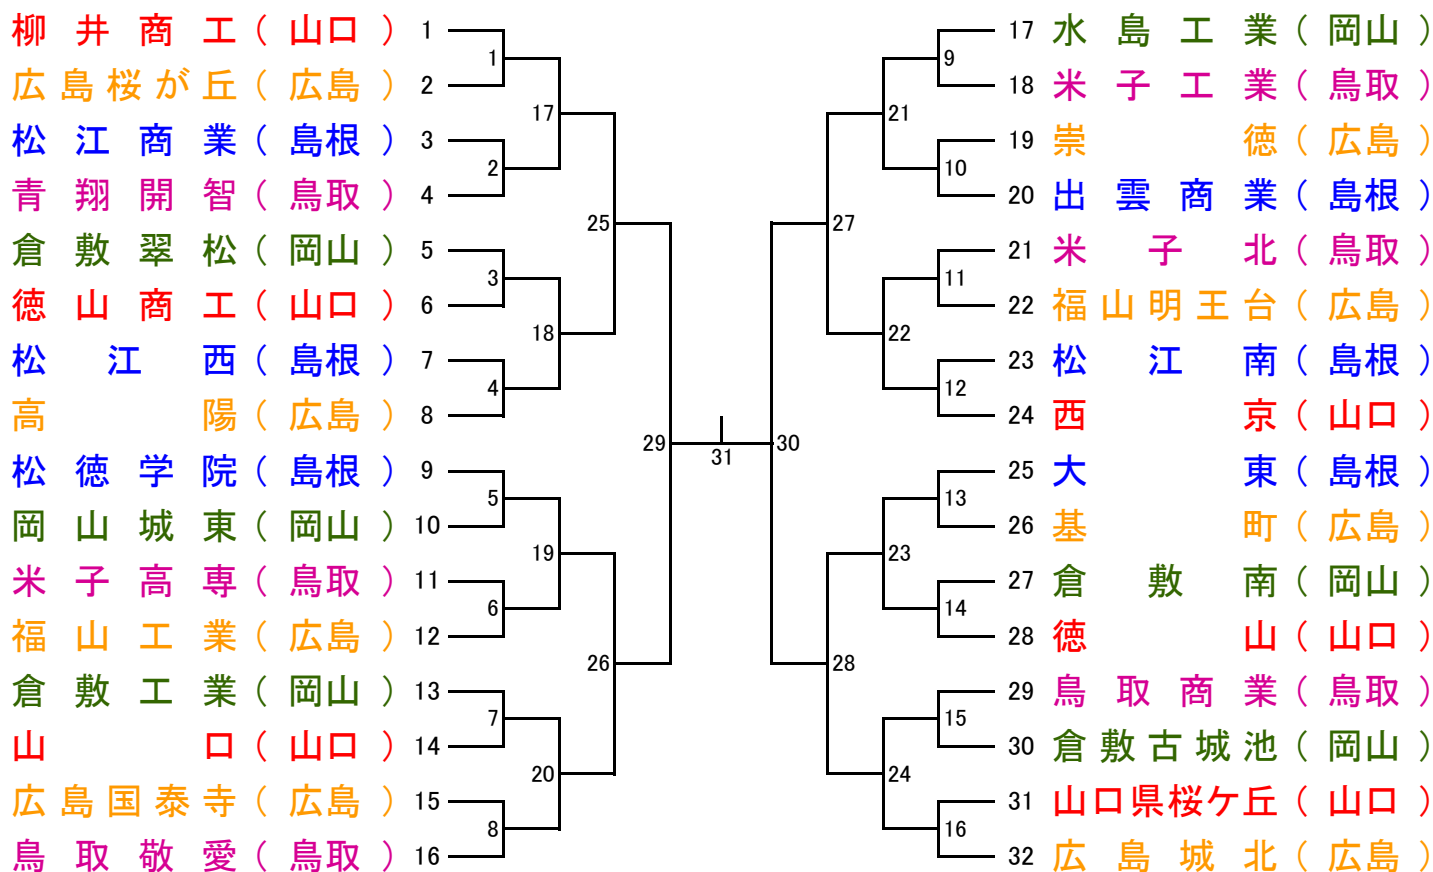 柳井商工(山口) 1
広島桜が丘(広島) 2
松江商業(島根) 3
青翔開智(鳥取) 4
倉敷翠松(岡山) 5
徳山商工(山口) 6
松江西(島根) 7
高陽(広島) 8
松徳学院(島根) 9
岡山城東(岡山) 10
米子高専(鳥取) 11
福山工業(広島) 12
倉敷工業(岡山) 13
山口(山口) 14
広島国泰寺(広島) 15
鳥取敬愛(鳥取) 16
1
2
3
4
5
6
7
8
17
18
19
20
25
26
29
31
30
27
28
21
22
23
24
9
10
11
12
13
14
15
16
17 水島工業(岡山)
18 米子工業(鳥取)
19 崇徳(広島)
20 出雲商業(島根)
21 米子北(鳥取)
22 福山明王台(広島)
23 松江南(島根)
24 西京(山口)
25 大東(島根)
26 基町(広島)
27 倉敷南(岡山)
28 徳山(山口)
29 鳥取商業(鳥取)
30 倉敷古城池(岡山)
31 山口県桜ケ丘(山口)
32 広島城北(広島)